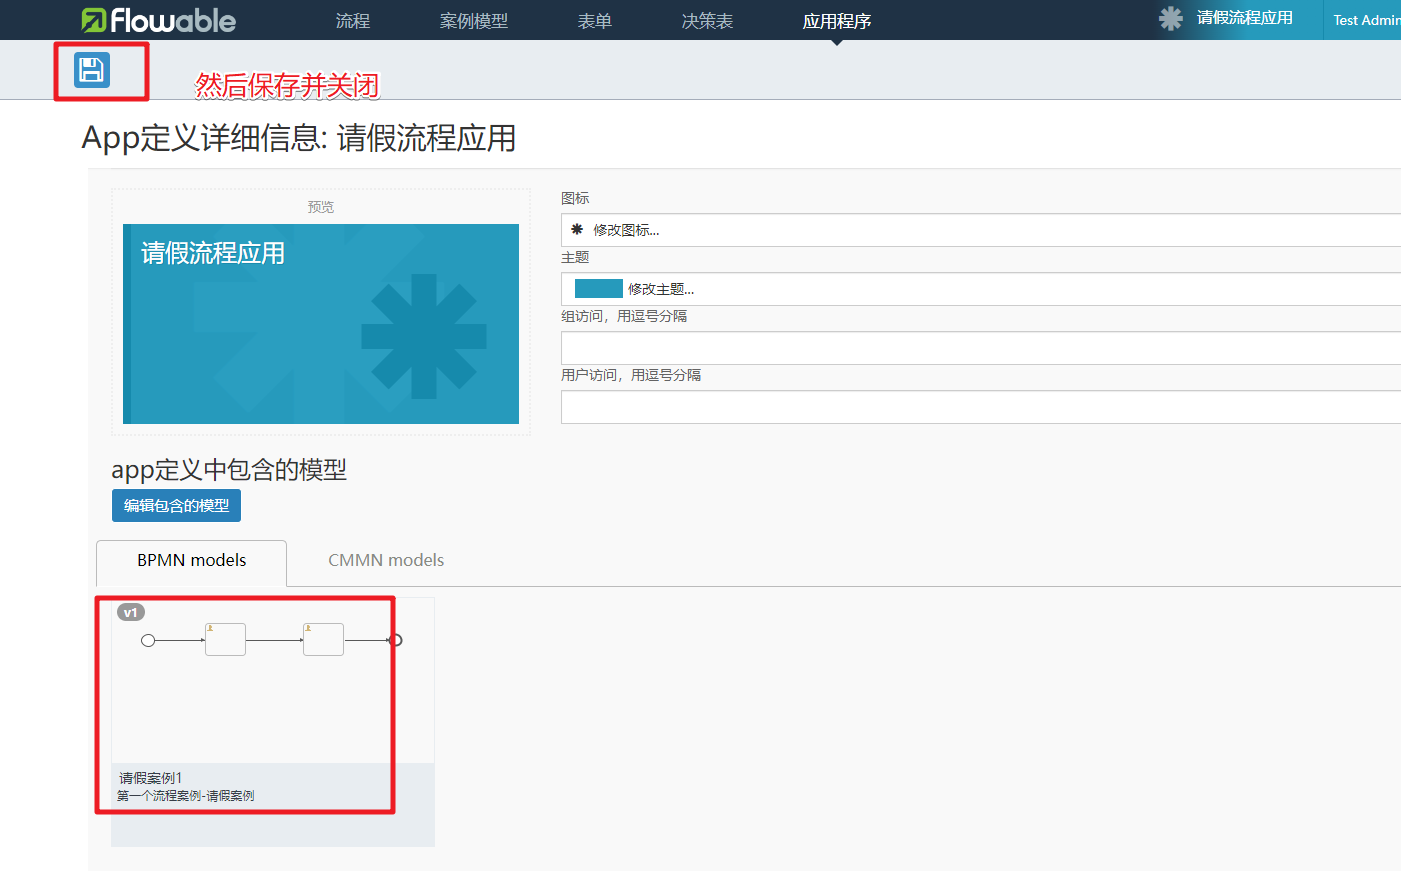 flowable
流程
案例模型
表单
决策表
应用程序
请假流程应用
Test Admin
然后保存并关闭
App定义详细信息: 请假流程应用
预览
请假流程应用
图标
修改图标...
主题
修改主题...
组访问，用逗号分隔
用户访问，用逗号分隔
app定义中包含的模型
编辑包含的模型
BPMN models
CMMN models
v1
请假案例1
第一个流程案例-请假案例